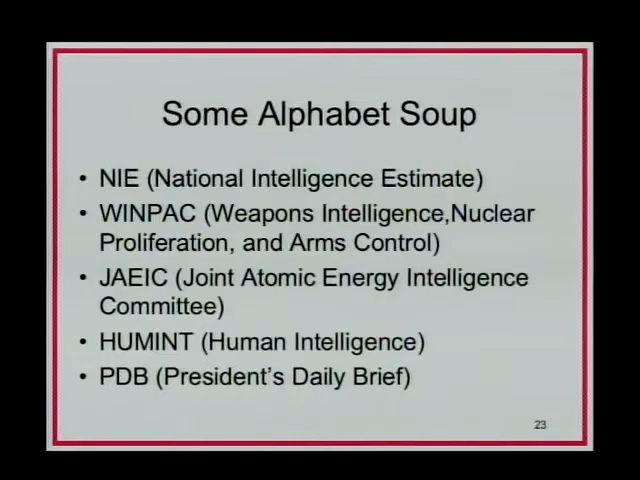 Some Alphabet Soup
• NIE (National Intelligence Estimate)
• WINPAC (Weapons Intelligence,Nuclear
Proliferation, and Arms Control)
• JAEIC (Joint Atomic Energy Intelligence
Committee)
• HUMINT (Human Intelligence)
• PDB (President's Daily Brief)
23